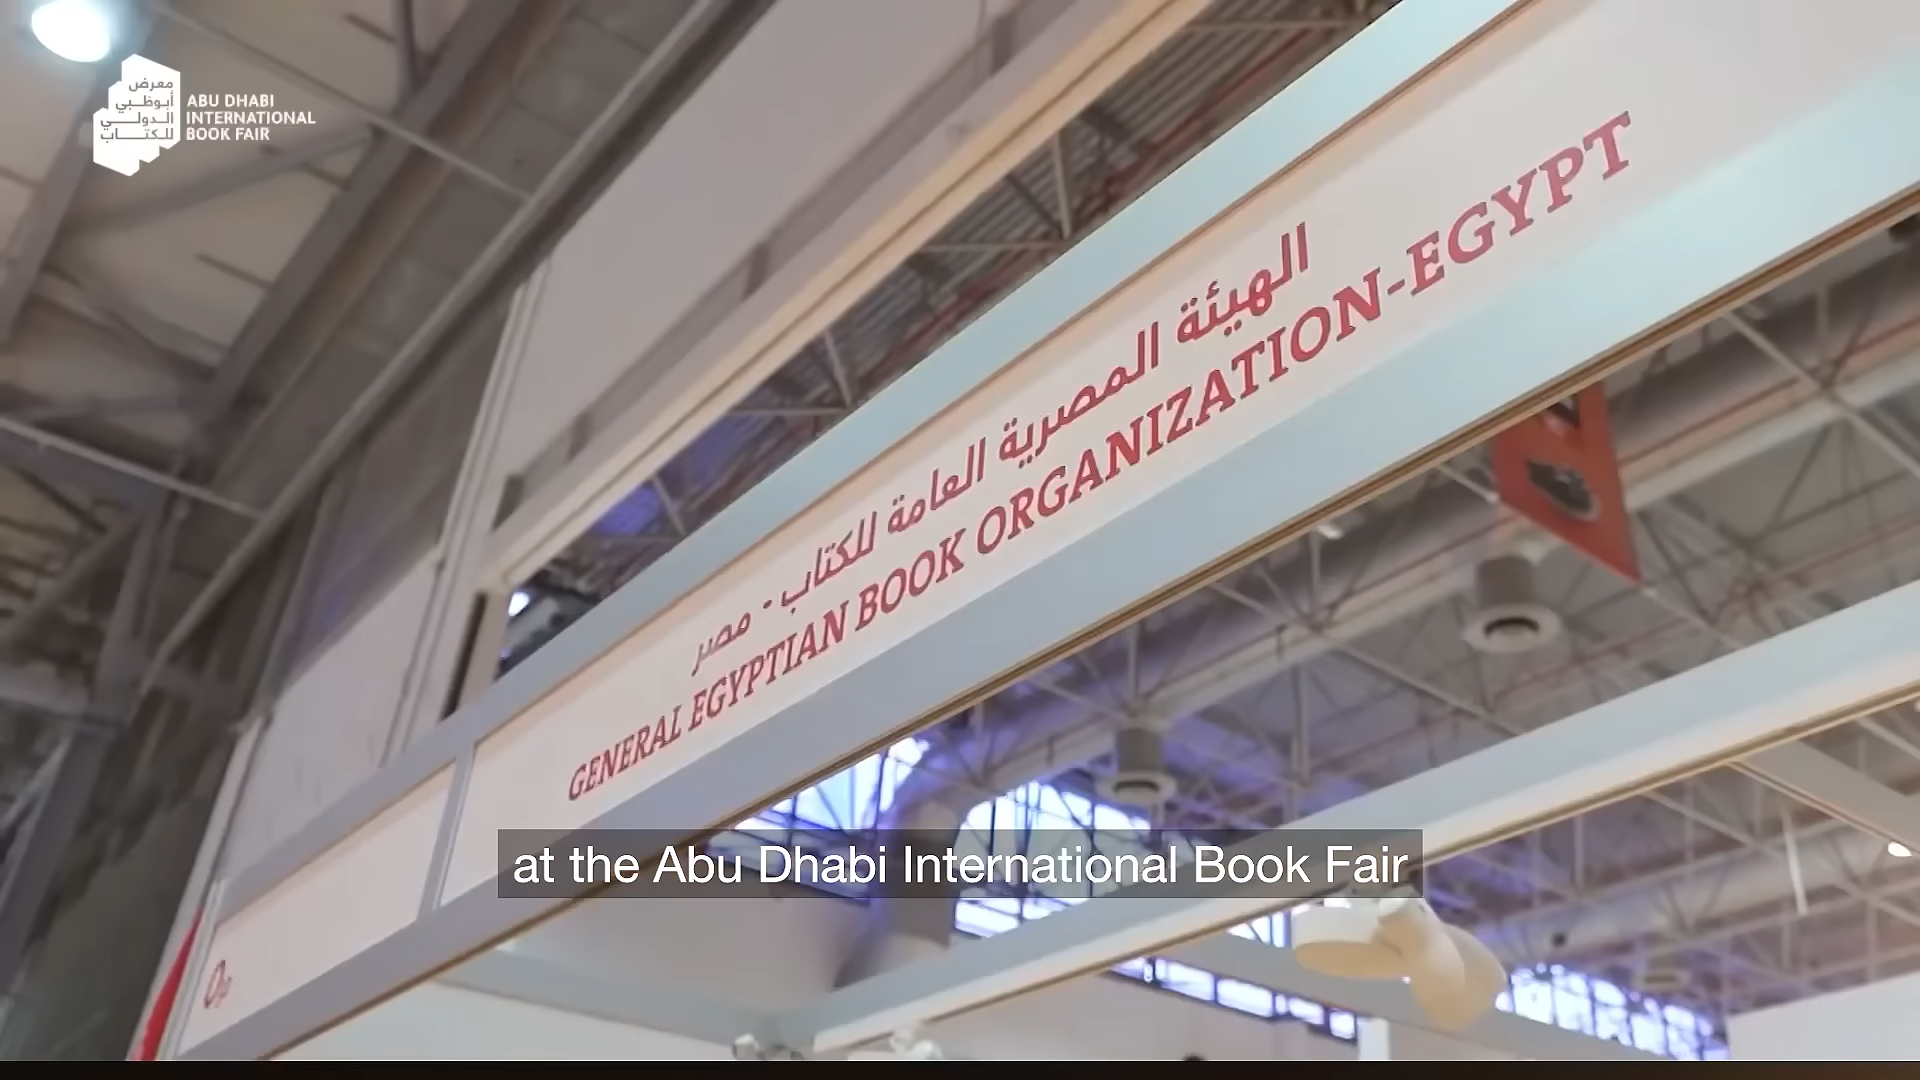 معرض
أبوظبي
الدولي
للكتاب
ABU DHABI
INTERNATIONAL
BOOK FAIR
الهيئة المصرية العامة للكتاب - مصر
GENERAL EGYPTIAN BOOK ORGANIZATION-EGYPT
at the Abu Dhabi International Book Fair